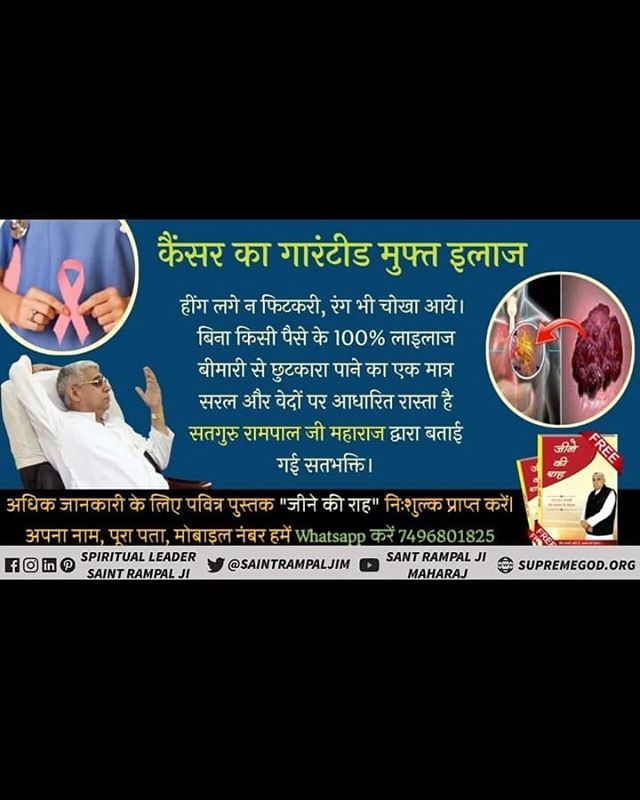 कैंसर का गारंटीड मुफ्त इलाज
हींग लगे न फिटकरी, रंग भी चोखा आये।
बिना किसी पैसे के 100% लाइलाज
बीमारी से छुटकारा पाने का एक मात्र
सरल और वेदों पर आधारित रास्ता है
सतगुरु रामपाल जी महाराज द्वारा बताई
गई सतभक्ति।
जीने
की
राह
FREE
FREE
अधिक जानकारी के लिए पवित्र पुस्तक "जीने की राह" निःशुल्क प्राप्त करें।
अपना नाम, पूरा पता, मोबाइल नंबर हमें Whatsapp करें 7496801825
SPIRITUAL LEADER
SAINT RAMPAL JI
@SAINTRAMPALJIM
SANT RAMPAL JI
MAHARAJ
SUPREMEGOD.ORG